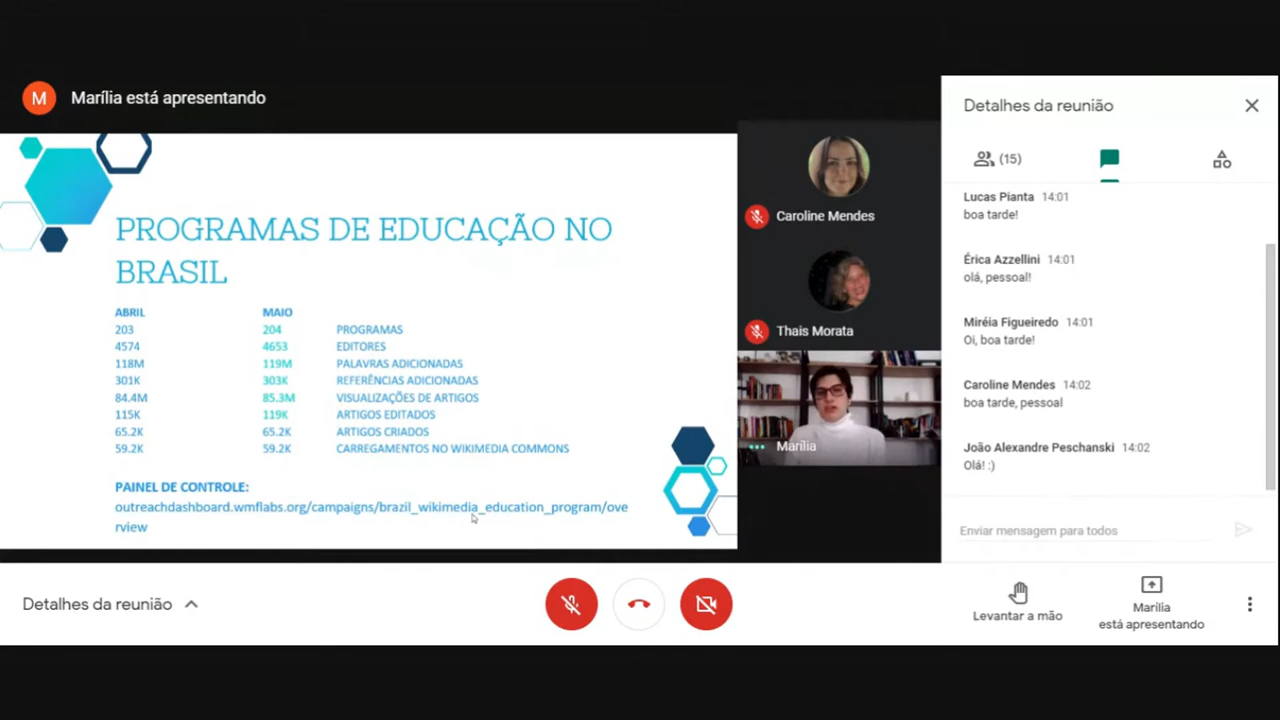 M Marília está apresentando
PROGRAMAS DE EDUCAÇÃO NO
BRASIL
ABRIL MAIO
203 204 PROGRAMAS
4574 4653 EDITORES
118M 119M PALAVRAS ADICIONADAS
301K 303K REFERÊNCIAS ADICIONADAS
84.4M 85.3M VISUALIZAÇÕES DE ARTIGOS
115K 119K ARTIGOS EDITADOS
65.2K 65.2K ARTIGOS CRIADOS
59.2K 59.2K CARREGAMENTOS NO WIKIMEDIA COMMONS
PAINEL DE CONTROLE:
outreachdashboard.wmflabs.org/campaigns/brazil_wikimedia_education_program/ove
rview
Caroline Mendes
Thais Morata
Marília
Detalhes da reunião
(15)
Lucas Pianta 14:01
boa tarde!
Érica Azzellini 14:01
olá, pessoal!
Miréia Figueiredo 14:01
Oi, boa tarde!
Caroline Mendes 14:02
boa tarde, pessoal
João Alexandre Peschanski 14:02
Olá! :)
Enviar mensagem para todos
Detalhes da reunião
Levantar a mão
Marília
está apresentando